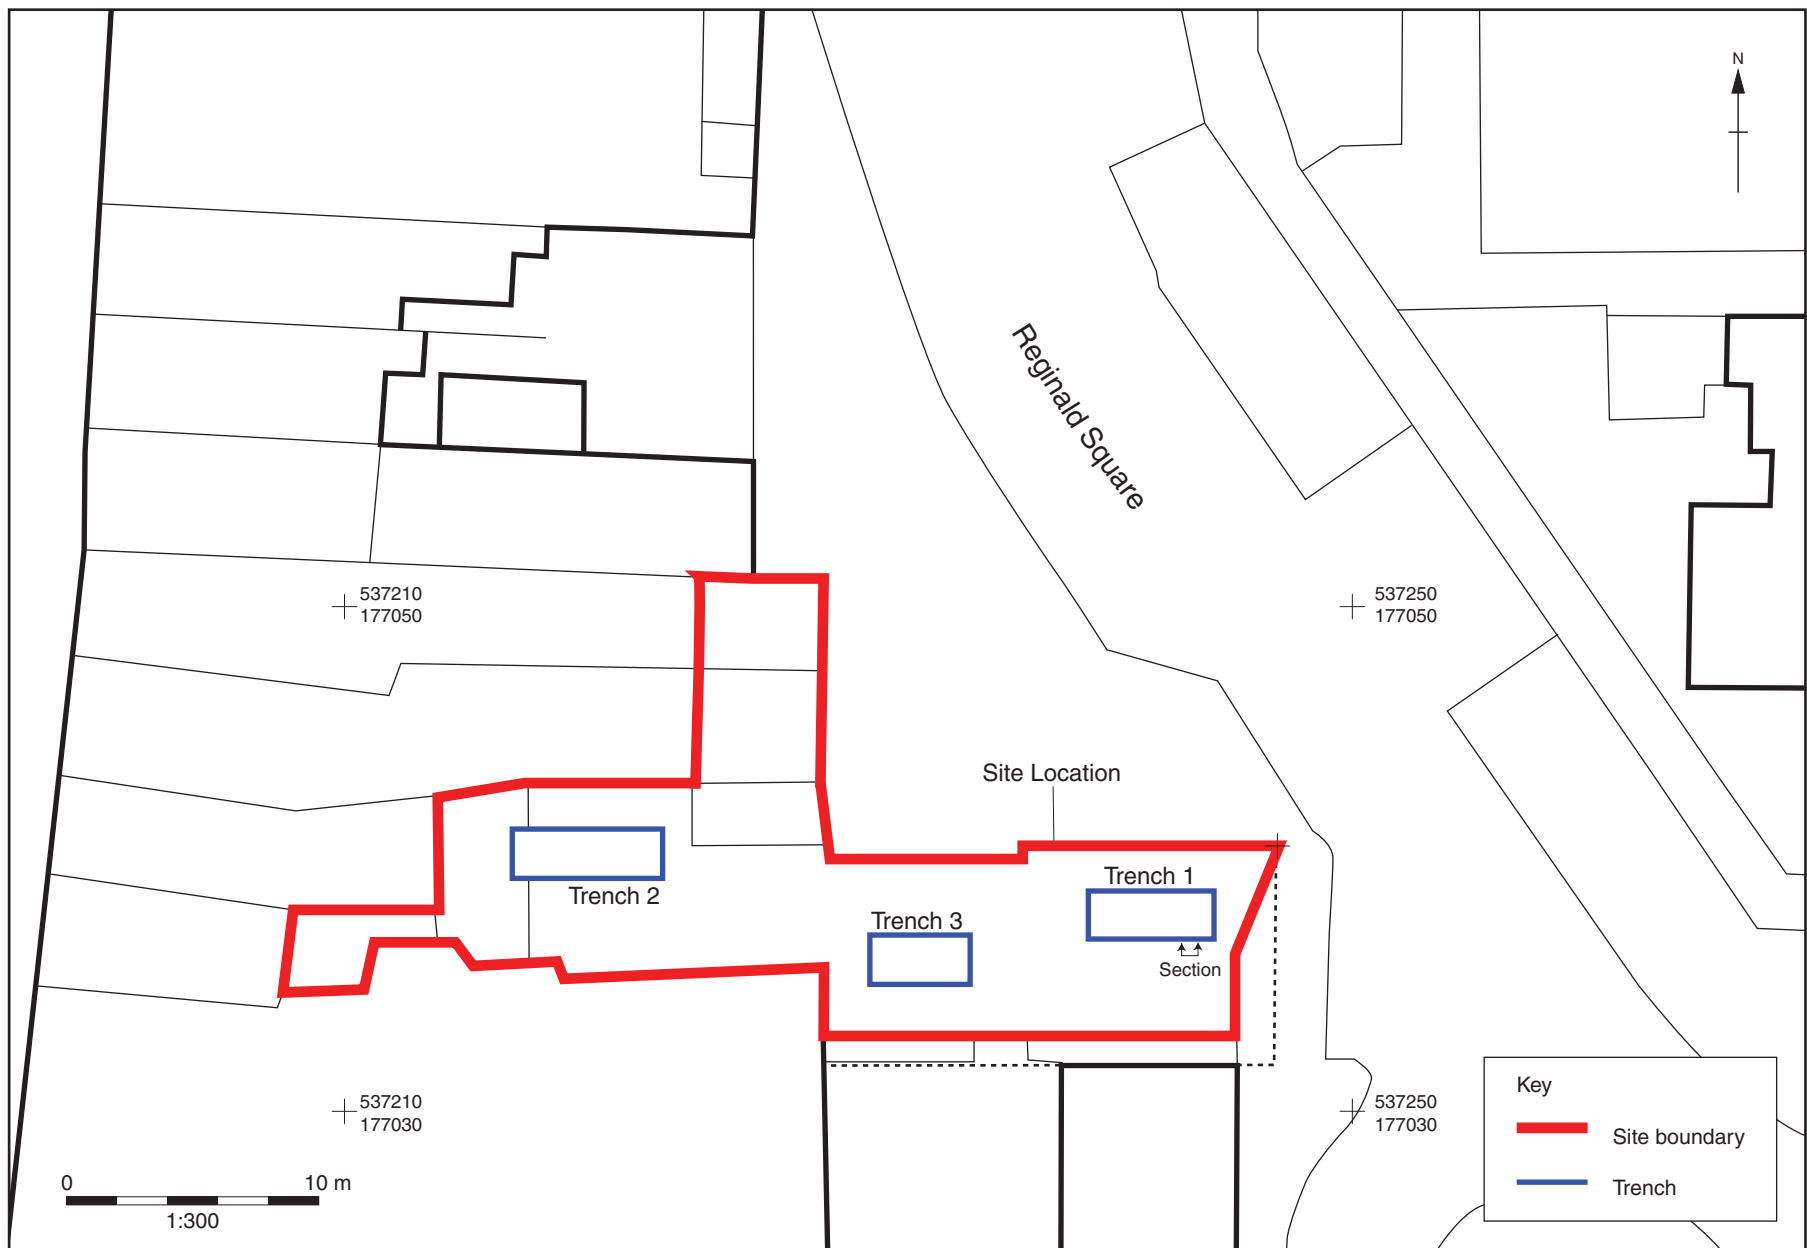 N
Reginald Square
537210
177050
537250
177050
Site Location
Trench 1
Trench 2
Trench 3
Section
537210
177030
537250
177030
Key
Site boundary
Trench
0 10 m
1:300